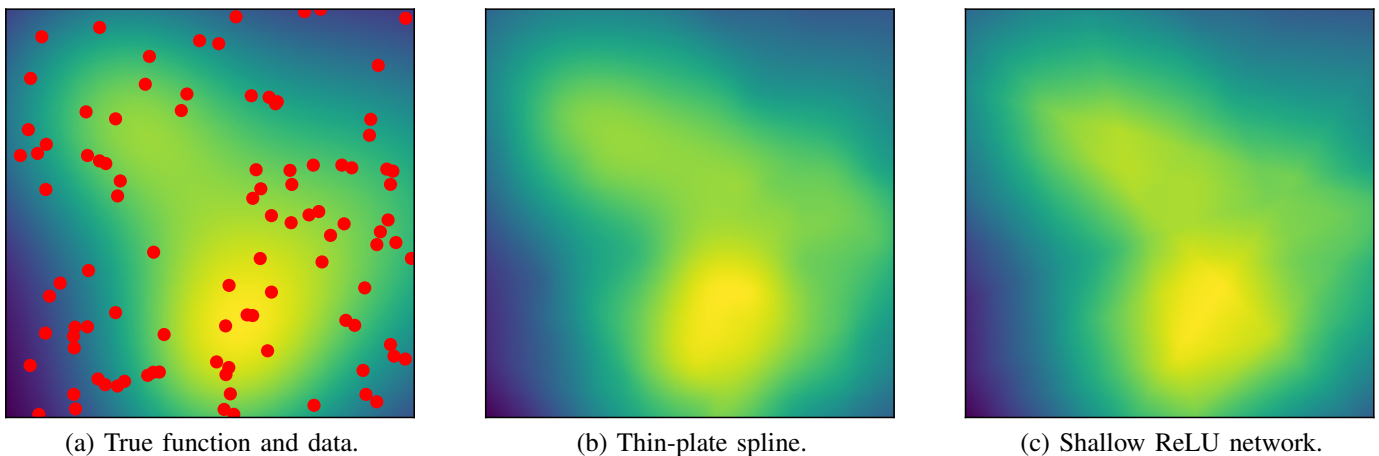 (a) True function and data.
(b) Thin-plate spline.
(c) Shallow ReLU network.